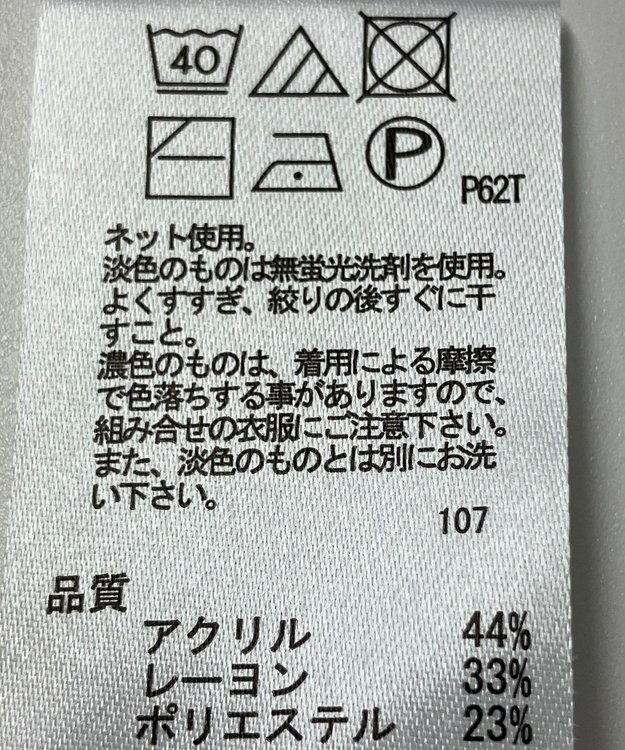 40
P
P62T
ネット使用。
淡色のものは無蛍光洗剤を使用。
よくすすぎ、絞りの後すぐに干
すこと。
濃色のものは、着用による摩擦
で色落ちする事がありますので、
組み合せの衣服にご注意下さい。
また、淡色のものとは別にお洗
い下さい。
107
品質
アクリル 44%
レーヨン 33%
ポリエステル 23%